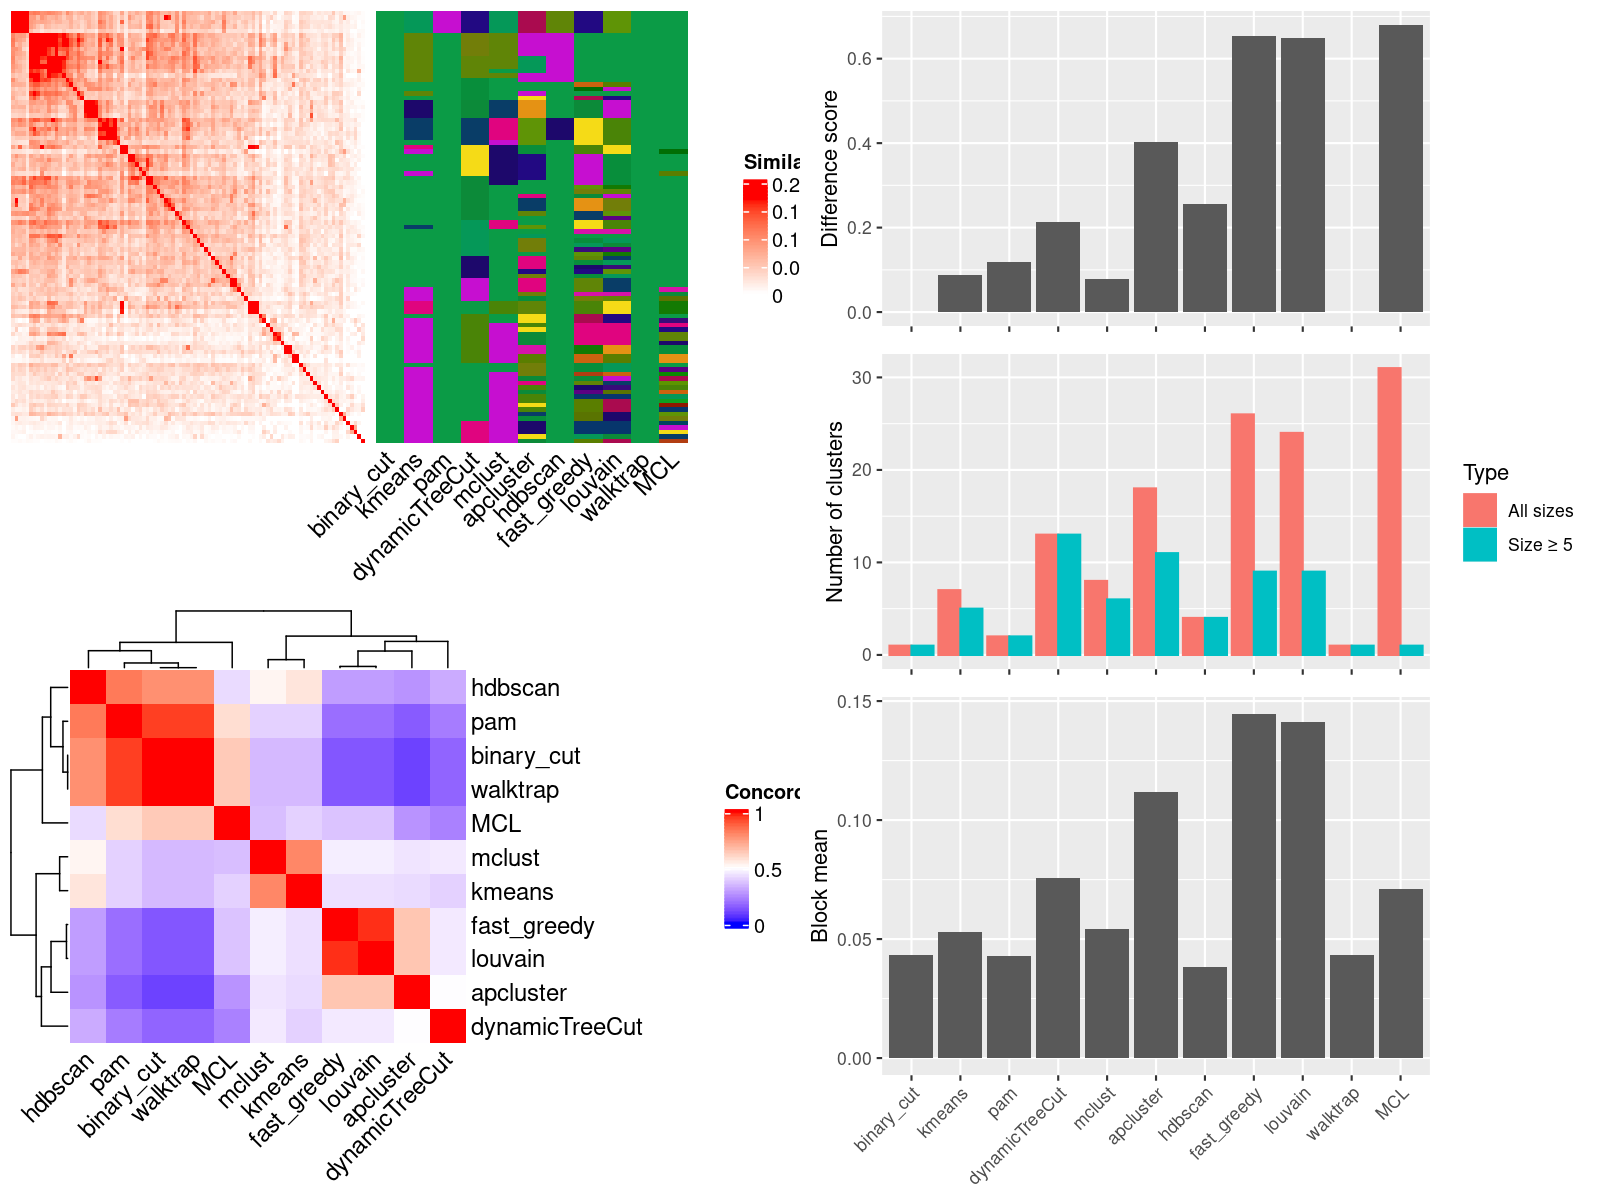 Simila
0.2
0.1
0.1
0.0
0
binary_cut
kmeans
pam
dynamicTreeCut
mclust
apcluster
hdbscan
fast_greedy
louvain
walktrap
MCL
hdbscan
pam
binary_cut
walktrap
MCL
mclust
kmeans
fast_greedy
louvain
apcluster
dynamicTreeCut
hdbscan
pam
binary_cut
walktrap
MCL
mclust
kmeans
fast_greedy
louvain
apcluster
dynamicTreeCut
Concord
1
0.5
0
Difference score
0.6
0.4
0.2
0.0
Number of clusters
30
20
10
0
Type
All sizes
Size ≥ 5
Block mean
0.15
0.10
0.05
0.00
binary_cut
kmeans
pam
dynamicTreeCut
mclust
apcluster
hdbscan
fast_greedy
louvain
walktrap
MCL